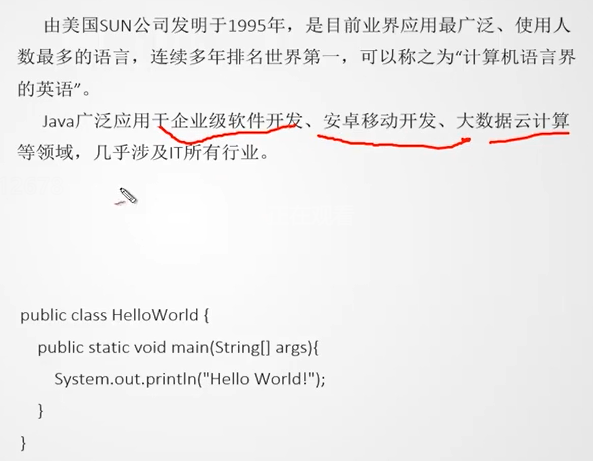 由美国SUN公司发明于1995年，是目前业界应用最广泛、使用人
数最多的语言，连续多年排名世界第一，可以称之为“计算机语言界
的英语”。
Java广泛应用于企业级软件开发、安卓移动开发、大数据云计算
等领域，几乎涉及IT所有行业。
public class HelloWorld {
public static void main(String[] args){
System.out.println("Hello World!");
}
}